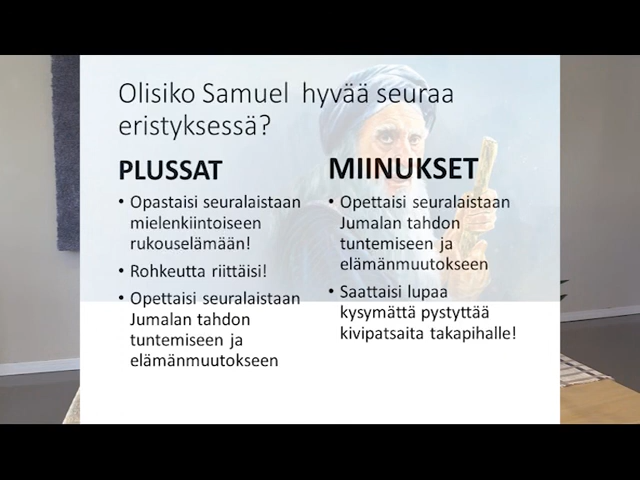 Olisiko Samuel hyvää seuraa
eristyksessä?
PLUSSAT
• Opastaisi seuralaistaan
mielenkiintoiseen
rukouselämään!
• Rohkeutta riittäisi!
• Opettaisi seuralaistaan
Jumalan tahdon
tuntemiseen ja
elämänmuutokseen
MIINUKSET
• Opettaisi seuralaistaan
Jumalan tahdon
tuntemiseen ja
elämänmuutokseen
• Saattaisi lupaa
kysymättä pystyttää
kivipatsaita takapihalle!